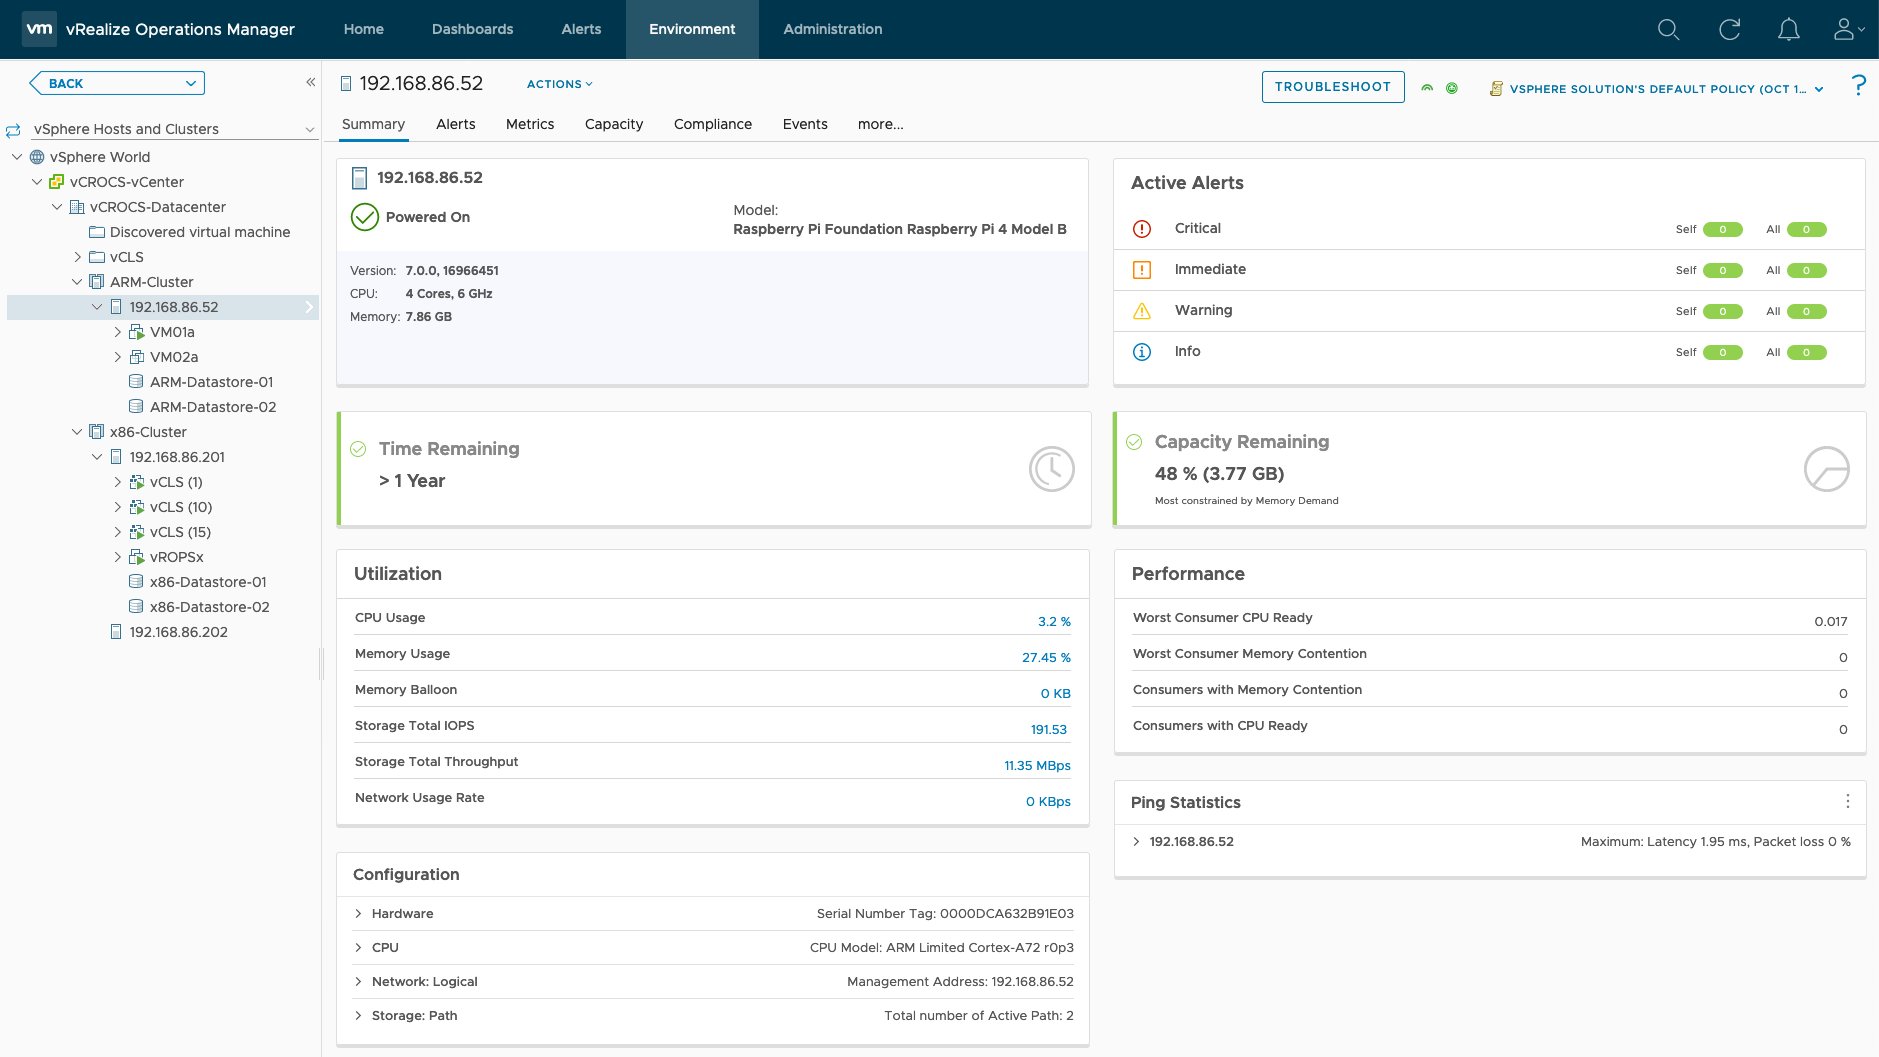 vm vRealize Operations Manager Home Dashboards Alerts Environment Administration
BACK
vSphere Hosts and Clusters
vSphere World
vCROCS-vCenter
vCROCS-Datacenter
Discovered virtual machine
vCLS
ARM-Cluster
192.168.86.52
VM01a
VM02a
ARM-Datastore-01
ARM-Datastore-02
x86-Cluster
192.168.86.201
vCLS (1)
vCLS (10)
vCLS (15)
vROPSx
x86-Datastore-01
x86-Datastore-02
192.168.86.202
192.168.86.52 ACTIONS TROUBLESHOOT VSPHERE SOLUTION'S DEFAULT POLICY (OCT 1... ?
Summary Alerts Metrics Capacity Compliance Events more...
192.168.86.52
Powered On
Model:
Raspberry Pi Foundation Raspberry Pi 4 Model B
Version: 7.0.0, 16966451
CPU: 4 Cores, 6 GHz
Memory: 7.86 GB
Active Alerts
Critical Self 0 All 0
Immediate Self 0 All 0
Warning Self 0 All 0
Info Self 0 All 0
Time Remaining
> 1 Year
Capacity Remaining
48 % (3.77 GB)
Most constrained by Memory Demand
Utilization
CPU Usage 3.2 %
Memory Usage 27.45 %
Memory Balloon 0 KB
Storage Total IOPS 191.53
Storage Total Throughput 11.35 MBps
Network Usage Rate 0 KBps
Performance
Worst Consumer CPU Ready 0.017
Worst Consumer Memory Contention 0
Consumers with Memory Contention 0
Consumers with CPU Ready 0
Ping Statistics
192.168.86.52 Maximum: Latency 1.95 ms, Packet loss 0 %
Configuration
Hardware Serial Number Tag: 0000DCA632B91E03
CPU CPU Model: ARM Limited Cortex-A72 r0p3
Network: Logical Management Address: 192.168.86.52
Storage: Path Total number of Active Path: 2